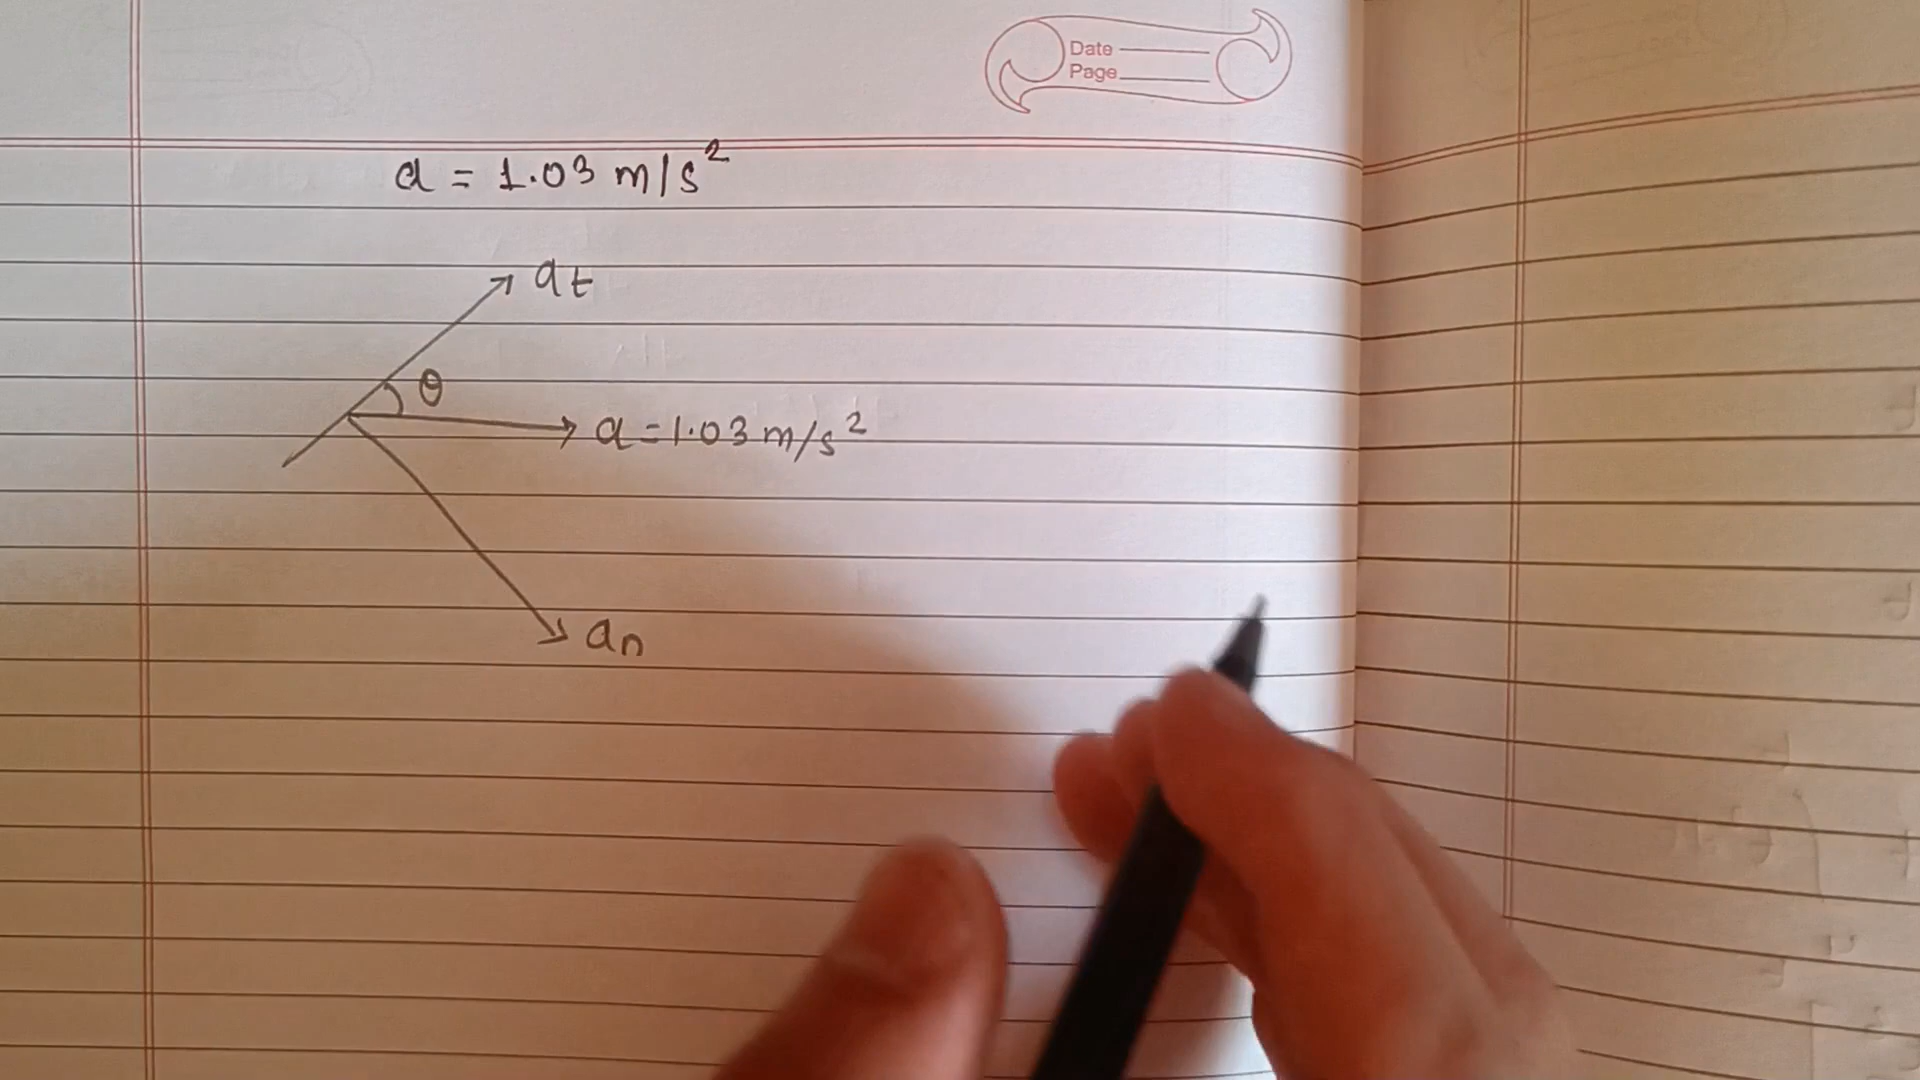 Date
Page
a = 1.03 m/s²
at
θ
a = 1.03 m/s²
an